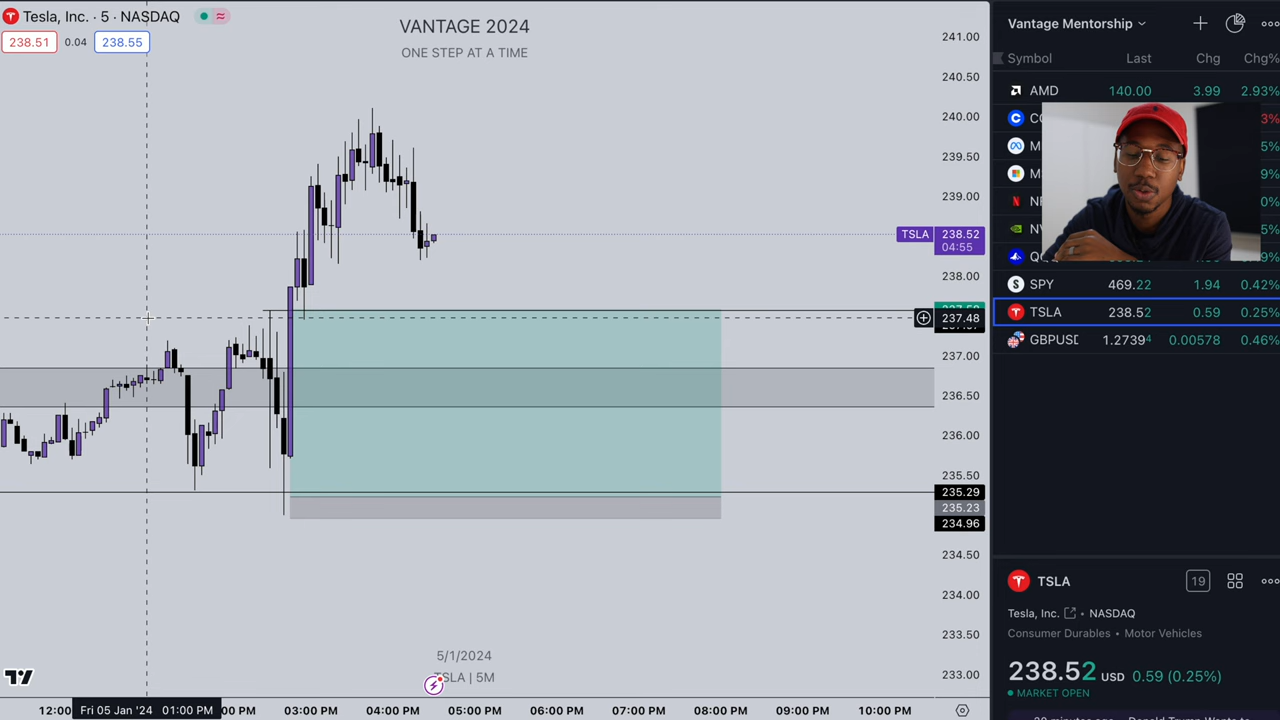 Tesla, Inc. · 5 · NASDAQ
238.51 0.04 238.55
VANTAGE 2024
ONE STEP AT A TIME
241.00
240.50
240.00
239.50
239.00
TSLA 238.52
04:55
238.00
237.48
237.00
236.50
236.00
235.50
235.29
235.23
234.96
234.50
234.00
233.50
233.00
5/1/2024
TSLA | 5M
12:00 Fri 05 Jan '24 01:00 PM 03:00 PM 04:00 PM 05:00 PM 06:00 PM 07:00 PM 08:00 PM 09:00 PM 10:00 PM
Vantage Mentorship
Symbol Last Chg Chg%
AMD 140.00 3.99 2.93%
SPY 469.22 1.94 0.42%
TSLA 238.52 0.59 0.25%
GBPUSD 1.27394 0.00578 0.46%
TSLA 19
Tesla, Inc. · NASDAQ
Consumer Durables · Motor Vehicles
238.52 USD 0.59 (0.25%)
MARKET OPEN